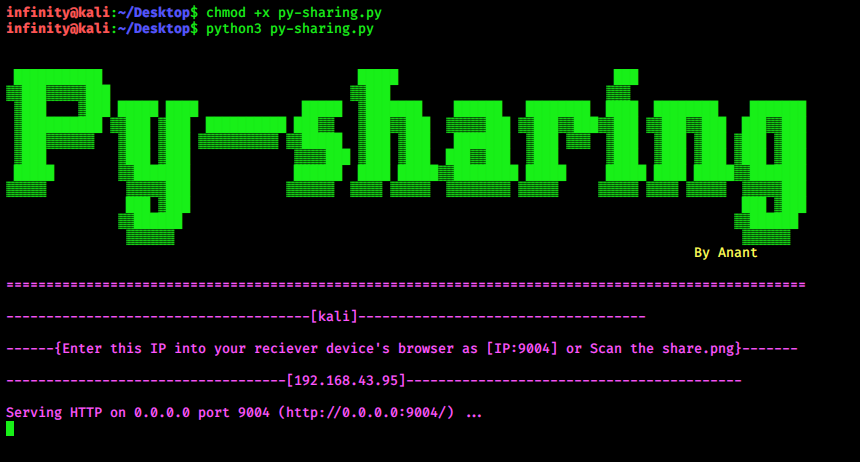 infinity@kali:~/Desktop$ chmod +x py-sharing.py
infinity@kali:~/Desktop$ python3 py-sharing.py
Py-sharing
By Anant
====================================================================================================
--------------------------------------[kali]------------------------------------
------{Enter this IP into your reciever device's browser as [IP:9004] or Scan the share.png}-------
-----------------------------------[192.168.43.95]------------------------------------------
Serving HTTP on 0.0.0.0 port 9004 (http://0.0.0.0:9004/) ...